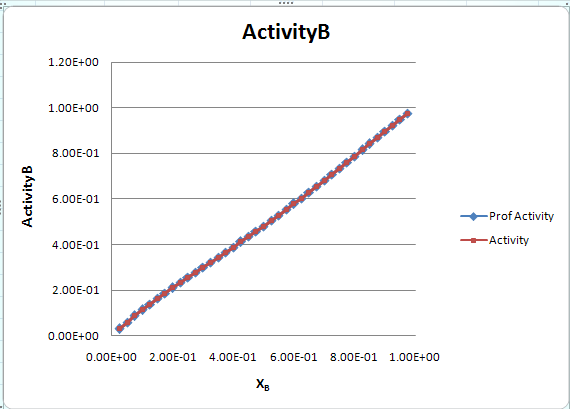 ActivityB
1.20E+00
1.00E+00
8.00E-01
6.00E-01
4.00E-01
2.00E-01
0.00E+00
ActivityB
0.00E+00 2.00E-01 4.00E-01 6.00E-01 8.00E-01 1.00E+00
XB
Prof Activity
Activity